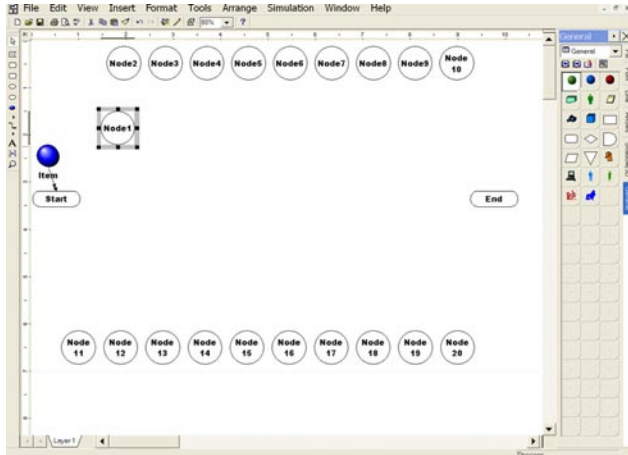 File Edit View Insert Format Tools Arrange Simulation Window Help
80%
General
General
Node2 Node3 Node4 Node5 Node6 Node7 Node8 Node9 Node
10
Node1
Item
Start End
Node Node Node Node Node Node Node Node Node Node
11 12 13 14 15 16 17 18 19 20
Layer1